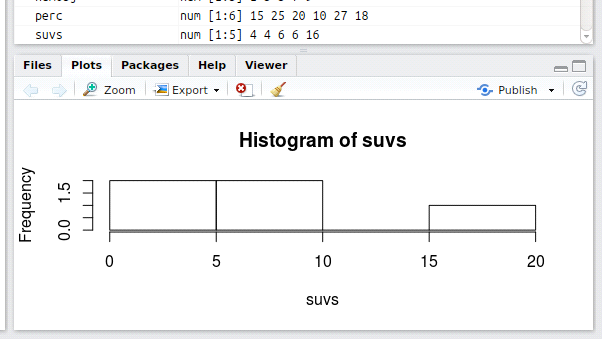 perc num [1:6] 15 25 20 10 27 18
suvs num [1:5] 4 4 6 6 16
Files Plots Packages Help Viewer
Zoom Export Publish
Histogram of suvs
Frequency
1.5
0.0
0 5 10 15 20
suvs